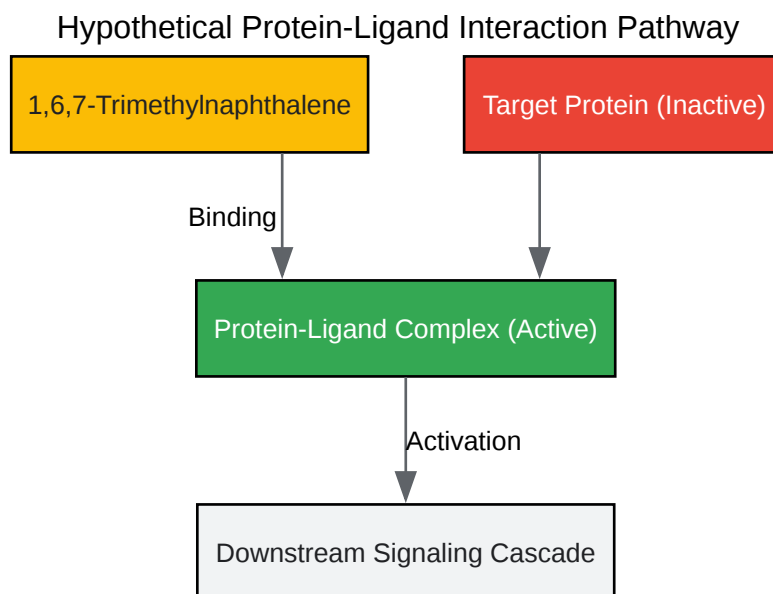 Hypothetical Protein-Ligand Interaction Pathway
1,6,7-Trimethylnaphthalene
Target Protein (Inactive)
Binding
Protein-Ligand Complex (Active)
Activation
Downstream Signaling Cascade